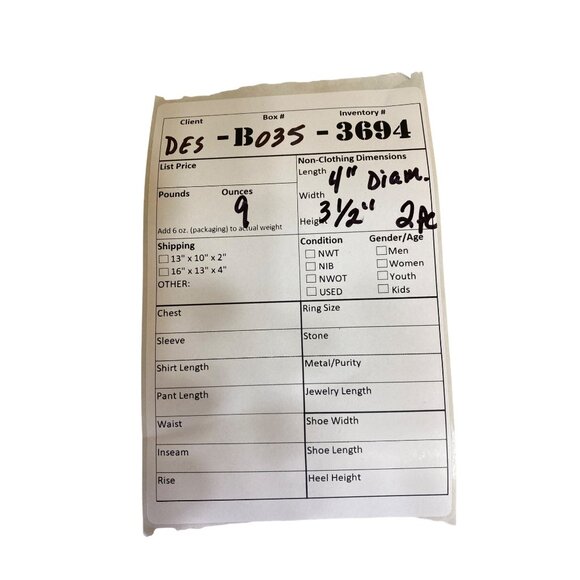 Client Box # Inventory #
DES - B035 - 3694
List Price
Non-Clothing Dimensions
Length 4" Diam.
Pounds Ounces
9
Width
Height 3 1/2" 2 pc
Add 6 oz. (packaging) to actual weight
Shipping
13" x 10" x 2"
16" x 13" x 4"
OTHER:
Condition
NWT
NIB
NWOT
USED
Gender/Age
Men
Women
Youth
Kids
Chest
Ring Size
Sleeve
Stone
Shirt Length
Metal/Purity
Pant Length
Jewelry Length
Waist
Shoe Width
Inseam
Shoe Length
Rise
Heel Height